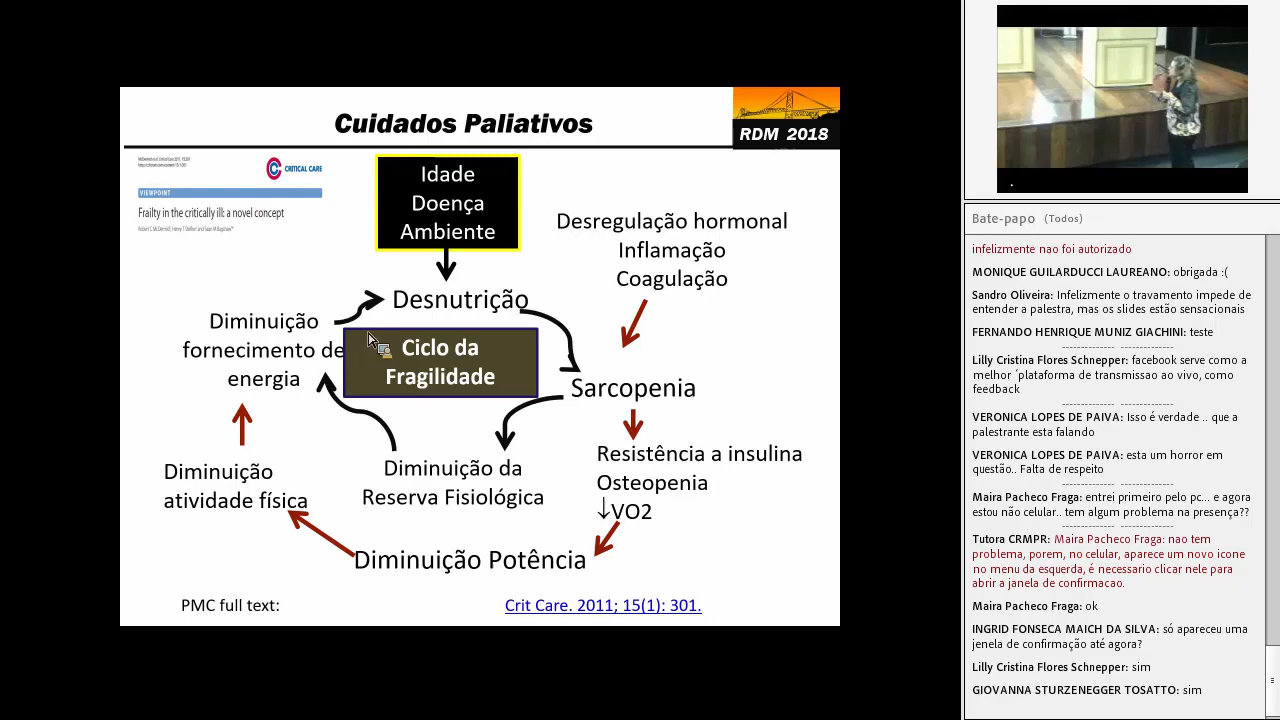 Cuidados Paliativos
RDM 2018
CRITICAL CARE
VIEWPOINT
Frailty in the critically ill: a novel concept
Idade
Doença
Ambiente
Desregulação hormonal
Inflamação
Coagulação
Desnutrição
Diminuição
fornecimento de
energia
Ciclo da
Fragilidade
Sarcopenia
Diminuição
atividade física
Diminuição da
Reserva Fisiológica
Resistência a insulina
Osteopenia
↓VO2
Diminuição Potência
PMC full text:
Crit Care. 2011; 15(1): 301.
Bate-papo (Todos)
infelizmente nao foi autorizado
MONIQUE GUILARDUCCI LAUREANO: obrigada :(
Sandro Oliveira: Infelizmente o travamento impede de
entender a palestra, mas os slides estão sensacionais
FERNANDO HENRIQUE MUNIZ GIACHINI: teste
-------------- --------------
Lilly Cristina Flores Schnepper: facebook serve como a
melhor ´plataforma de transmissao ao vivo, como
feedback
-------------- --------------
VERONICA LOPES DE PAIVA: Isso é verdade .. que a
palestrante esta falando
VERONICA LOPES DE PAIVA: esta um horror em
questão.. Falta de respeito
-------------- --------------
Maira Pacheco Fraga: entrei primeiro pelo pc... e agora
estou não celular.. tem algum problema na presença??
-------------- --------------
Tutora CRMPR: Maira Pacheco Fraga: nao tem
problema, porem, no celular, aparece um novo icone
no menu da esquerda, é necessario clicar nele para
abrir a janela de confirmacao.
Maira Pacheco Fraga: ok
INGRID FONSECA MAICH DA SILVA: só apareceu uma
jenela de confirmação até agora?
Lilly Cristina Flores Schnepper: sim
GIOVANNA STURZENEGGER TOSATTO: sim